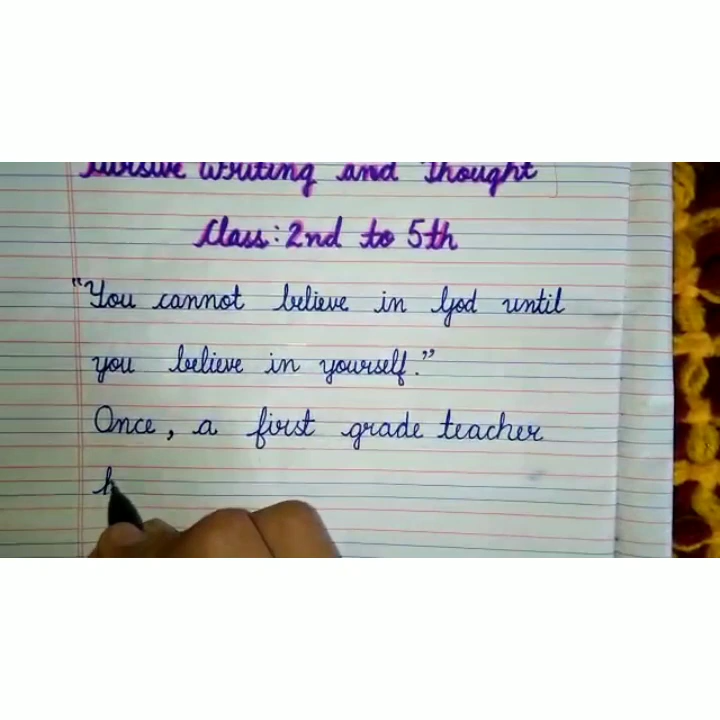 Cursive Writing and Thought
Class: 2nd to 5th
"You cannot believe in God until
you believe in yourself."
Once, a first grade teacher
h